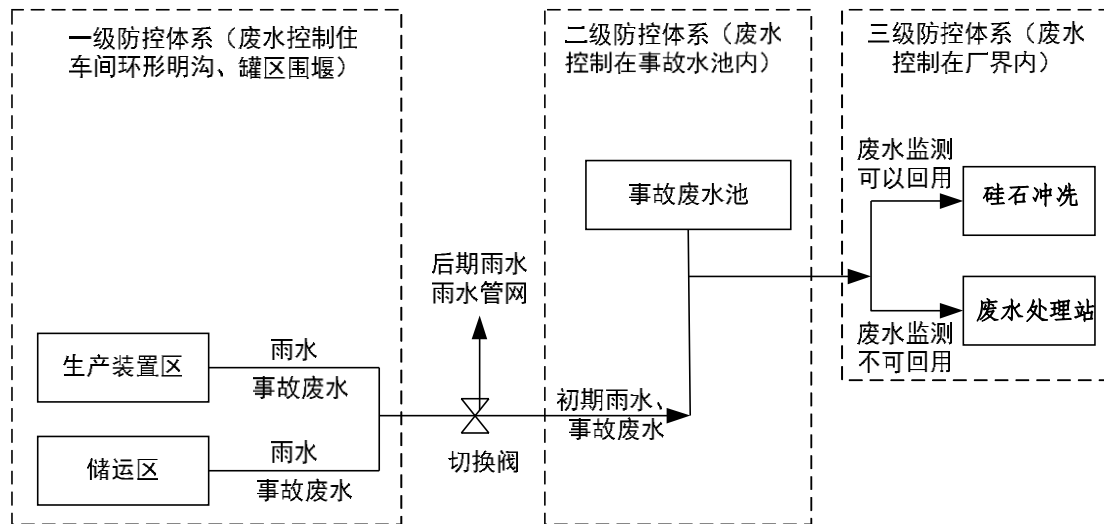 一级防控体系（废水控制住
车间环形明沟、罐区围堰）
二级防控体系（废水
控制在事故水池内）
三级防控体系（废水
控制在厂界内）
废水监测
可以回用
硅石冲洗
事故废水池
后期雨水
雨水管网
废水处理站
废水监测
不可回用
生产装置区
雨水
事故废水
初期雨水、
事故废水
储运区
雨水
事故废水
切换阀